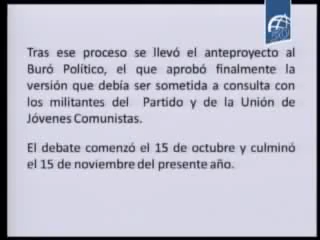 Tras ese proceso se llevó el anteproyecto al
Buró Político, el que aprobó finalmente la
versión que debía ser sometida a consulta con
los militantes del Partido y de la Unión de
Jóvenes Comunistas.
El debate comenzó el 15 de octubre y culminó
el 15 de noviembre del presente año.